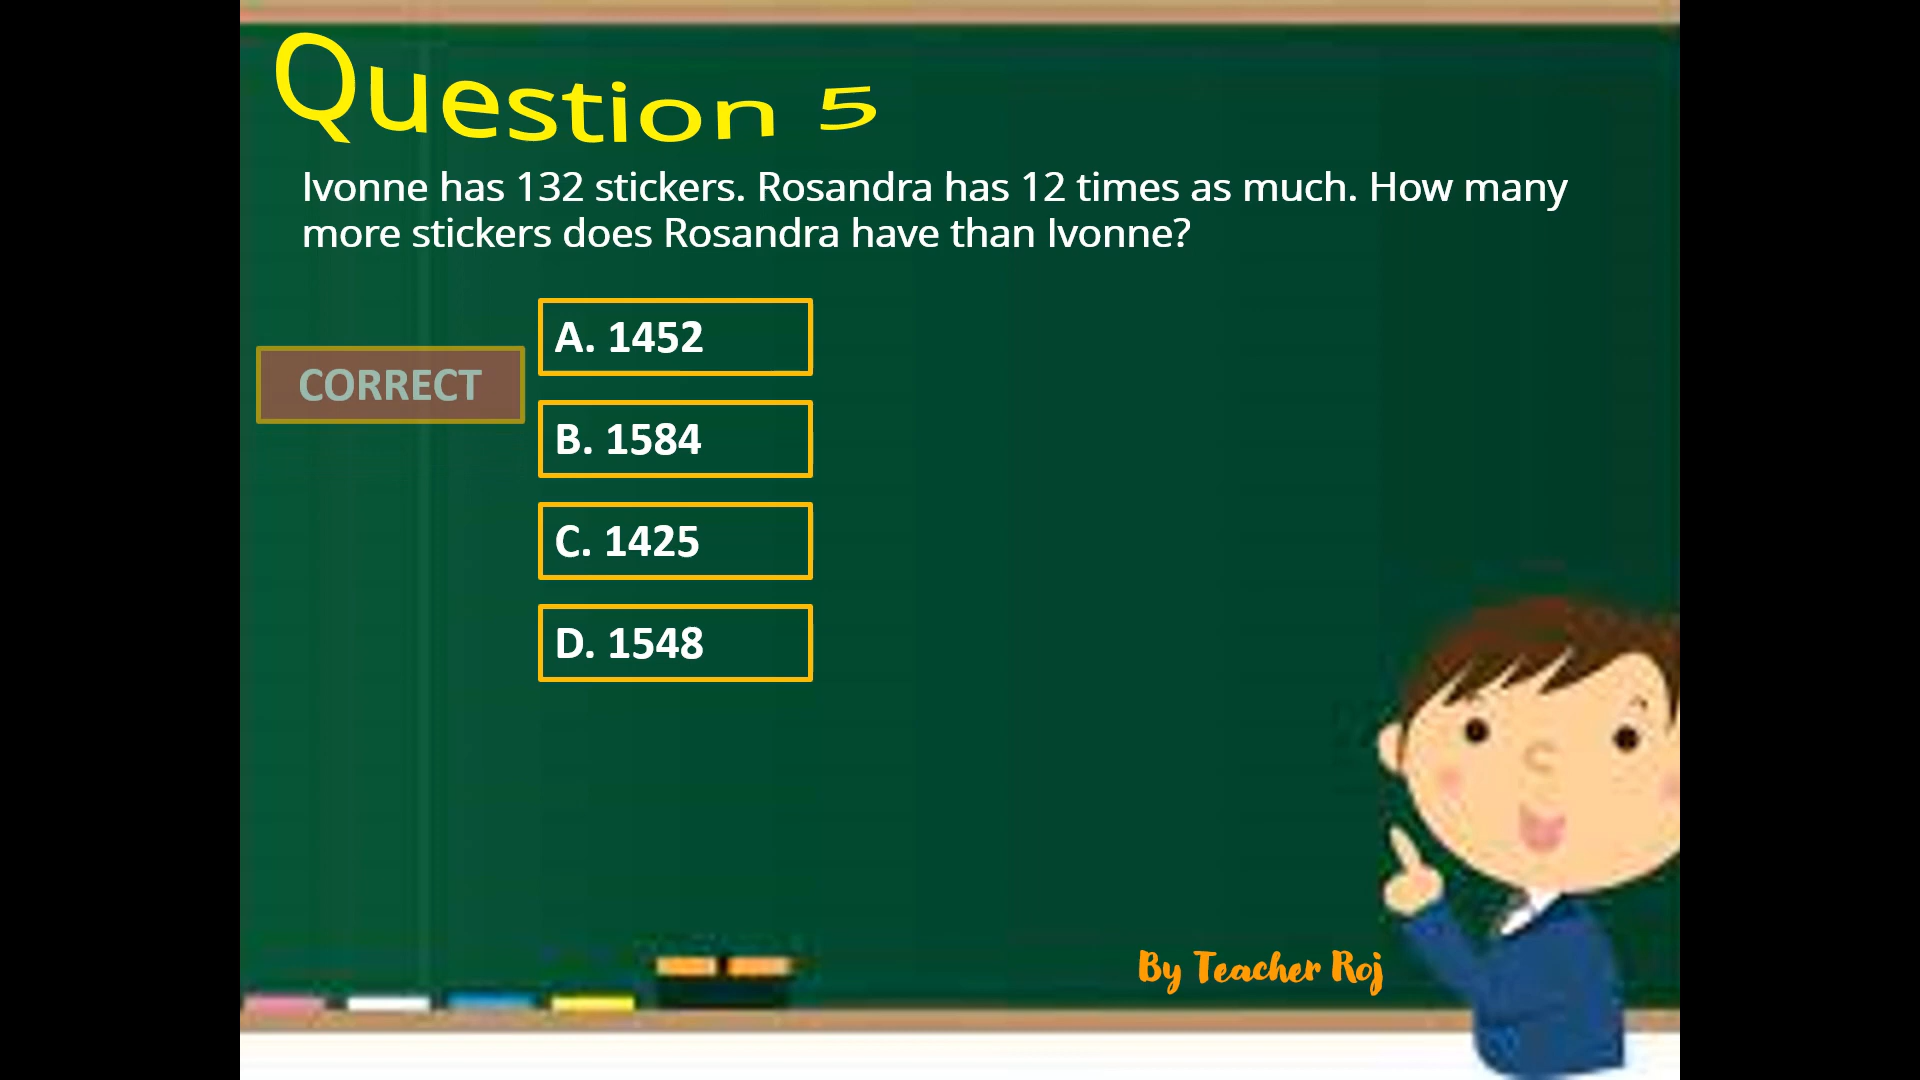 Question 5
Ivonne has 132 stickers. Rosandra has 12 times as much. How many
more stickers does Rosandra have than Ivonne?
A. 1452
CORRECT
B. 1584
C. 1425
D. 1548
By Teacher Roj